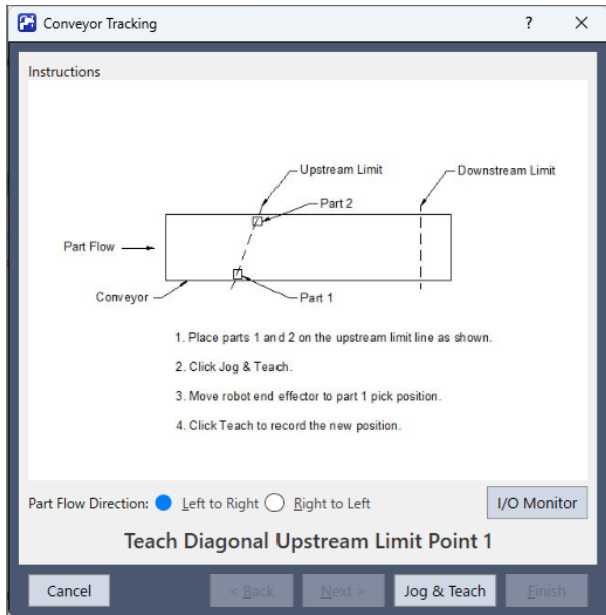 Conveyor Tracking
Instructions
Upstream Limit
Downstream Limit
Part 2
Part Flow
Conveyor
Part 1
1. Place parts 1 and 2 on the upstream limit line as shown.
2. Click Jog & Teach.
3. Move robot end effector to part 1 pick position.
4. Click Teach to record the new position.
Part Flow Direction: Left to Right Right to Left I/O Monitor
Teach Diagonal Upstream Limit Point 1
Cancel < Back Next > Jog & Teach Finish